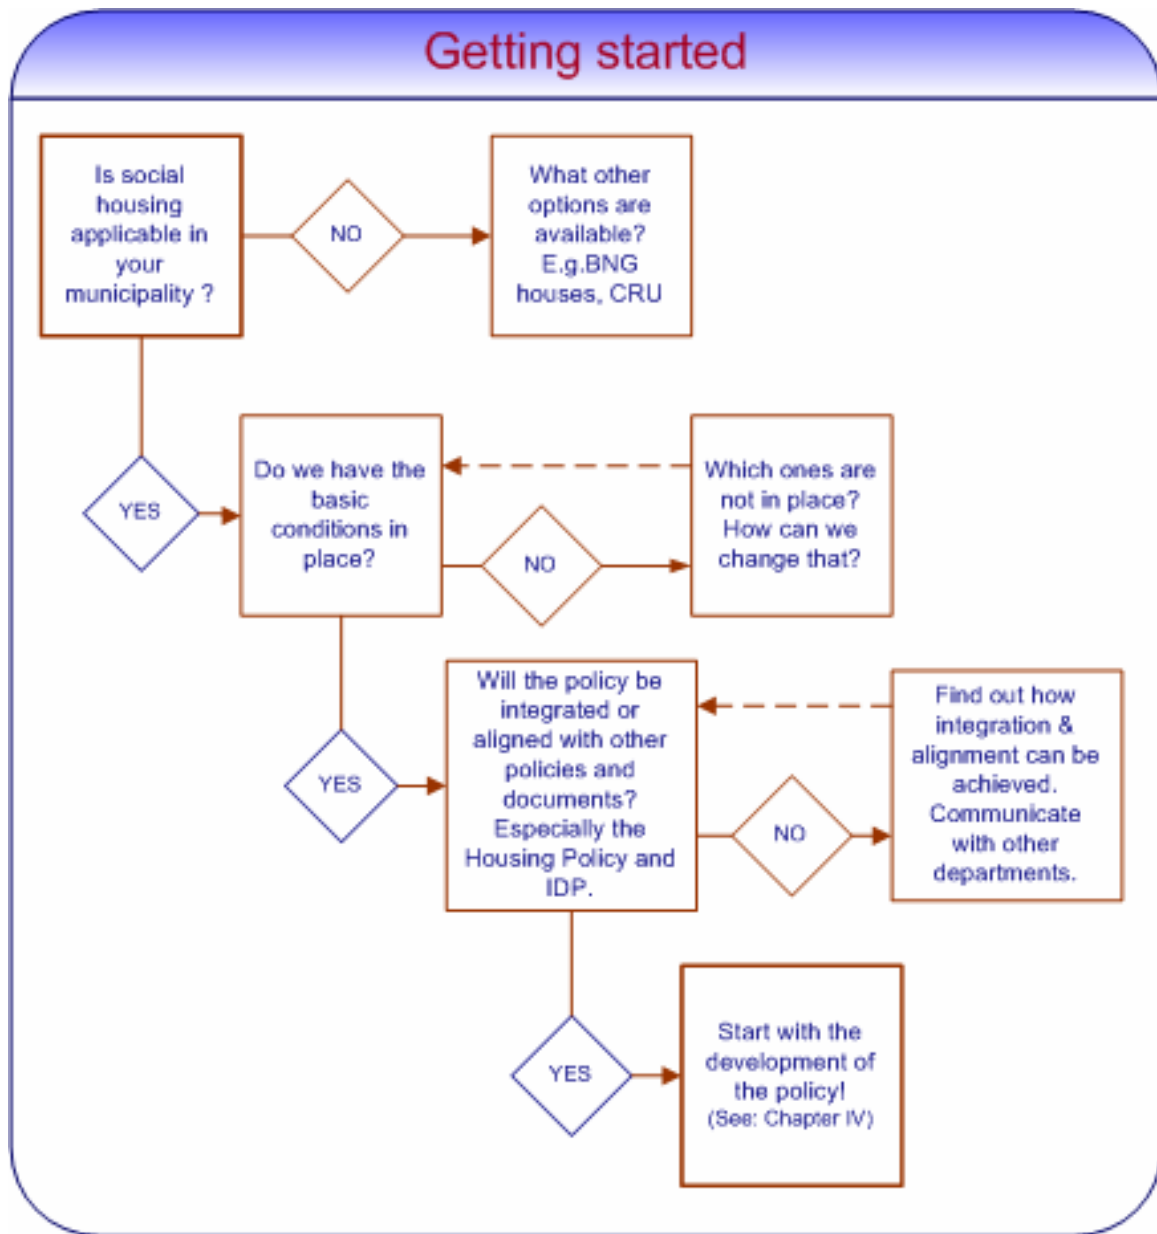 Getting started
Is social
housing
applicable in
your
municipality ?
NO
What other
options are
available?
E.g.BNG
houses, CRU
YES
Do we have the
basic
conditions in
place?
NO
Which ones are
not in place?
How can we
change that?
YES
Will the policy be
integrated or
aligned with other
policies and
documents?
Especially the
Housing Policy and
IDP.
NO
Find out how
integration &
alignment can be
achieved.
Communicate
with other
departments.
YES
Start with the
development of
the policy!
(See: Chapter IV)